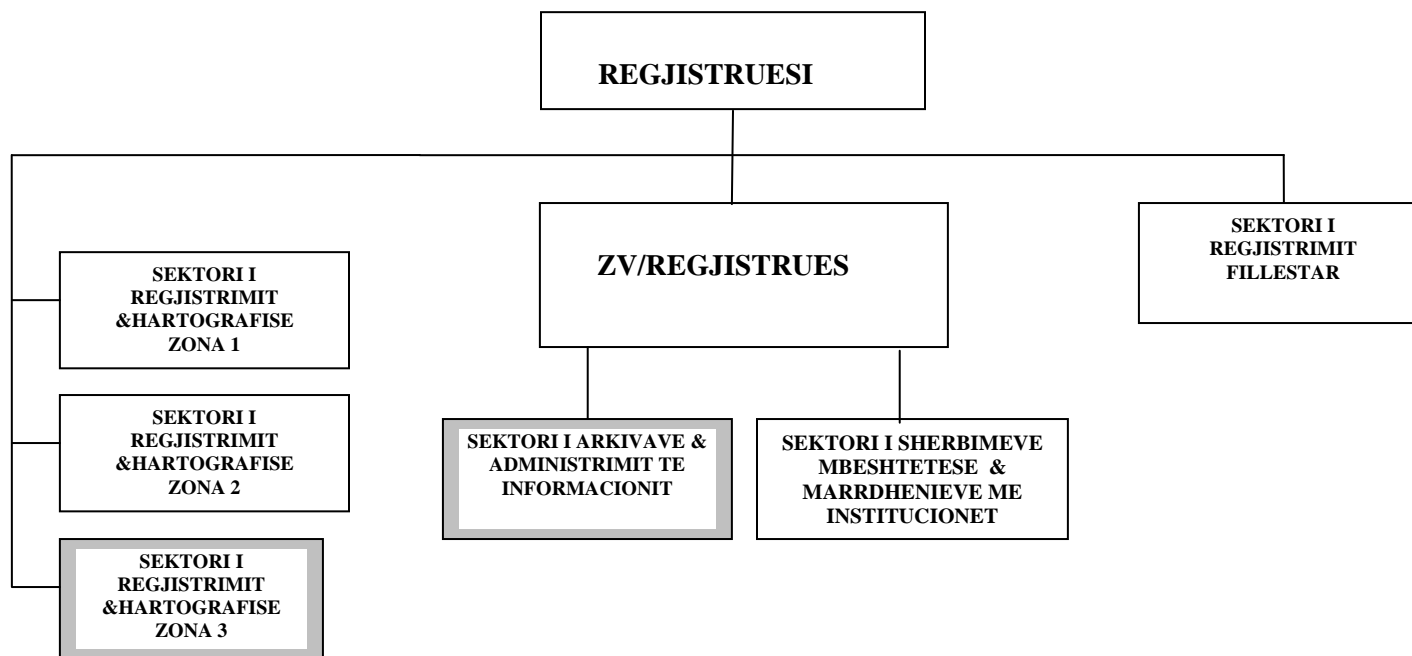 REGJISTRUESI
ZV/REGJISTRUES
SEKTORI I
REGJISTRIMIT
FILLESTAR
SEKTORI I
REGJISTRIMIT
&HARTOGRAFISE
ZONA 1
SEKTORI I
REGJISTRIMIT
&HARTOGRAFISE
ZONA 2
SEKTORI I
REGJISTRIMIT
&HARTOGRAFISE
ZONA 3
SEKTORI I ARKIVAVE &
ADMINISTRIMIT TE
INFORMACIONIT
SEKTORI I SHERBIMEVE
MBESHTETESE &
MARRDHENIEVE ME
INSTITUCIONET